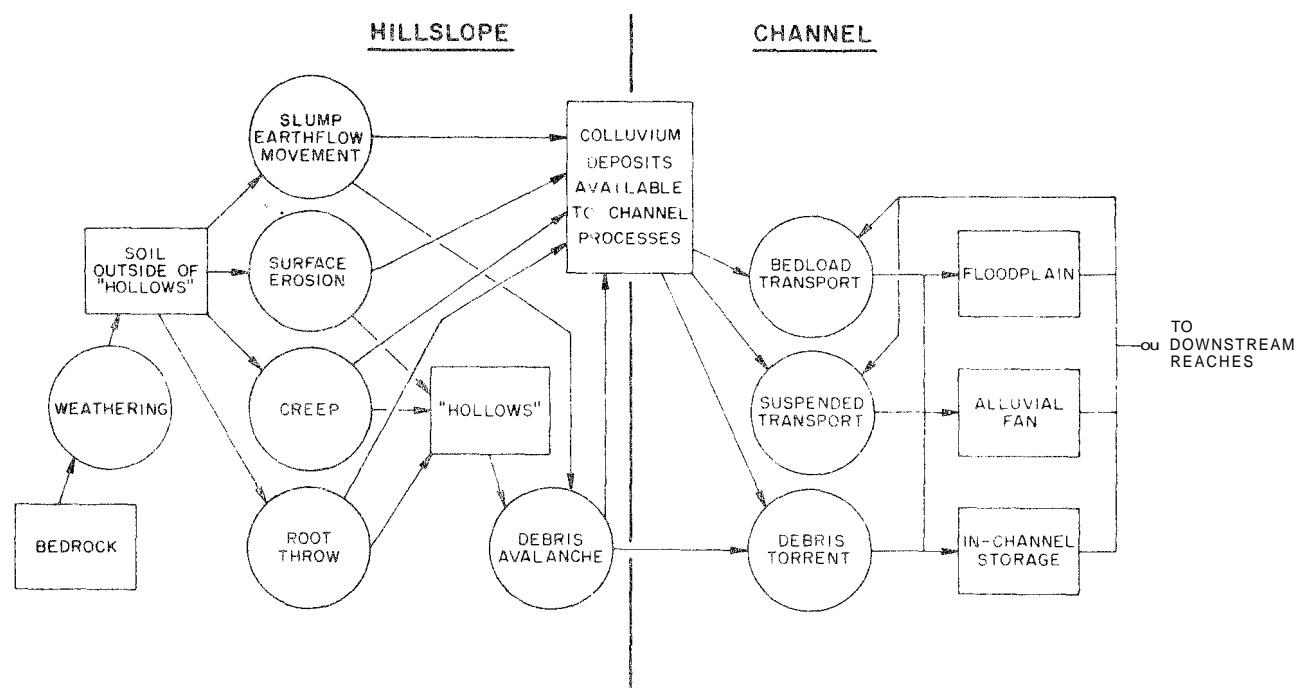 HILLSLOPE
CHANNEL
SLUMP
EARTHFLOW
MOVEMENT
COLLUVIUM
DEPOSITS
AVAILABLE
TO CHANNEL
PROCESSES
SOIL
OUTSIDE OF
"HOLLOWS"
SURFACE
EROSION
BEDLOAD
TRANSPORT
FLOODPLAIN
TO
DOWNSTREAM
REACHES
ou
WEATHERING
CREEP
"HOLLOWS"
SUSPENDED
TRANSPORT
ALLUVIAL
FAN
BEDROCK
ROOT
THROW
DEBRIS
AVALANCHE
DEBRIS
TORRENT
IN-CHANNEL
STORAGE